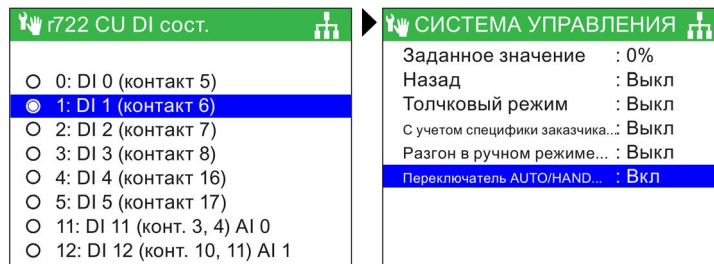 r722 CU DI сост.
0: DI 0 (контакт 5)
1: DI 1 (контакт 6)
2: DI 2 (контакт 7)
3: DI 3 (контакт 8)
4: DI 4 (контакт 16)
5: DI 5 (контакт 17)
11: DI 11 (конт. 3, 4) AI 0
12: DI 12 (конт. 10, 11) AI 1
СИСТЕМА УПРАВЛЕНИЯ
Заданное значение : 0%
Назад : Выкл
Толчковый режим : Выкл
С учетом специфики заказчика...: Выкл
Разгон в ручном режиме... : Выкл
Переключатель AUTO/HAND... : Вкл